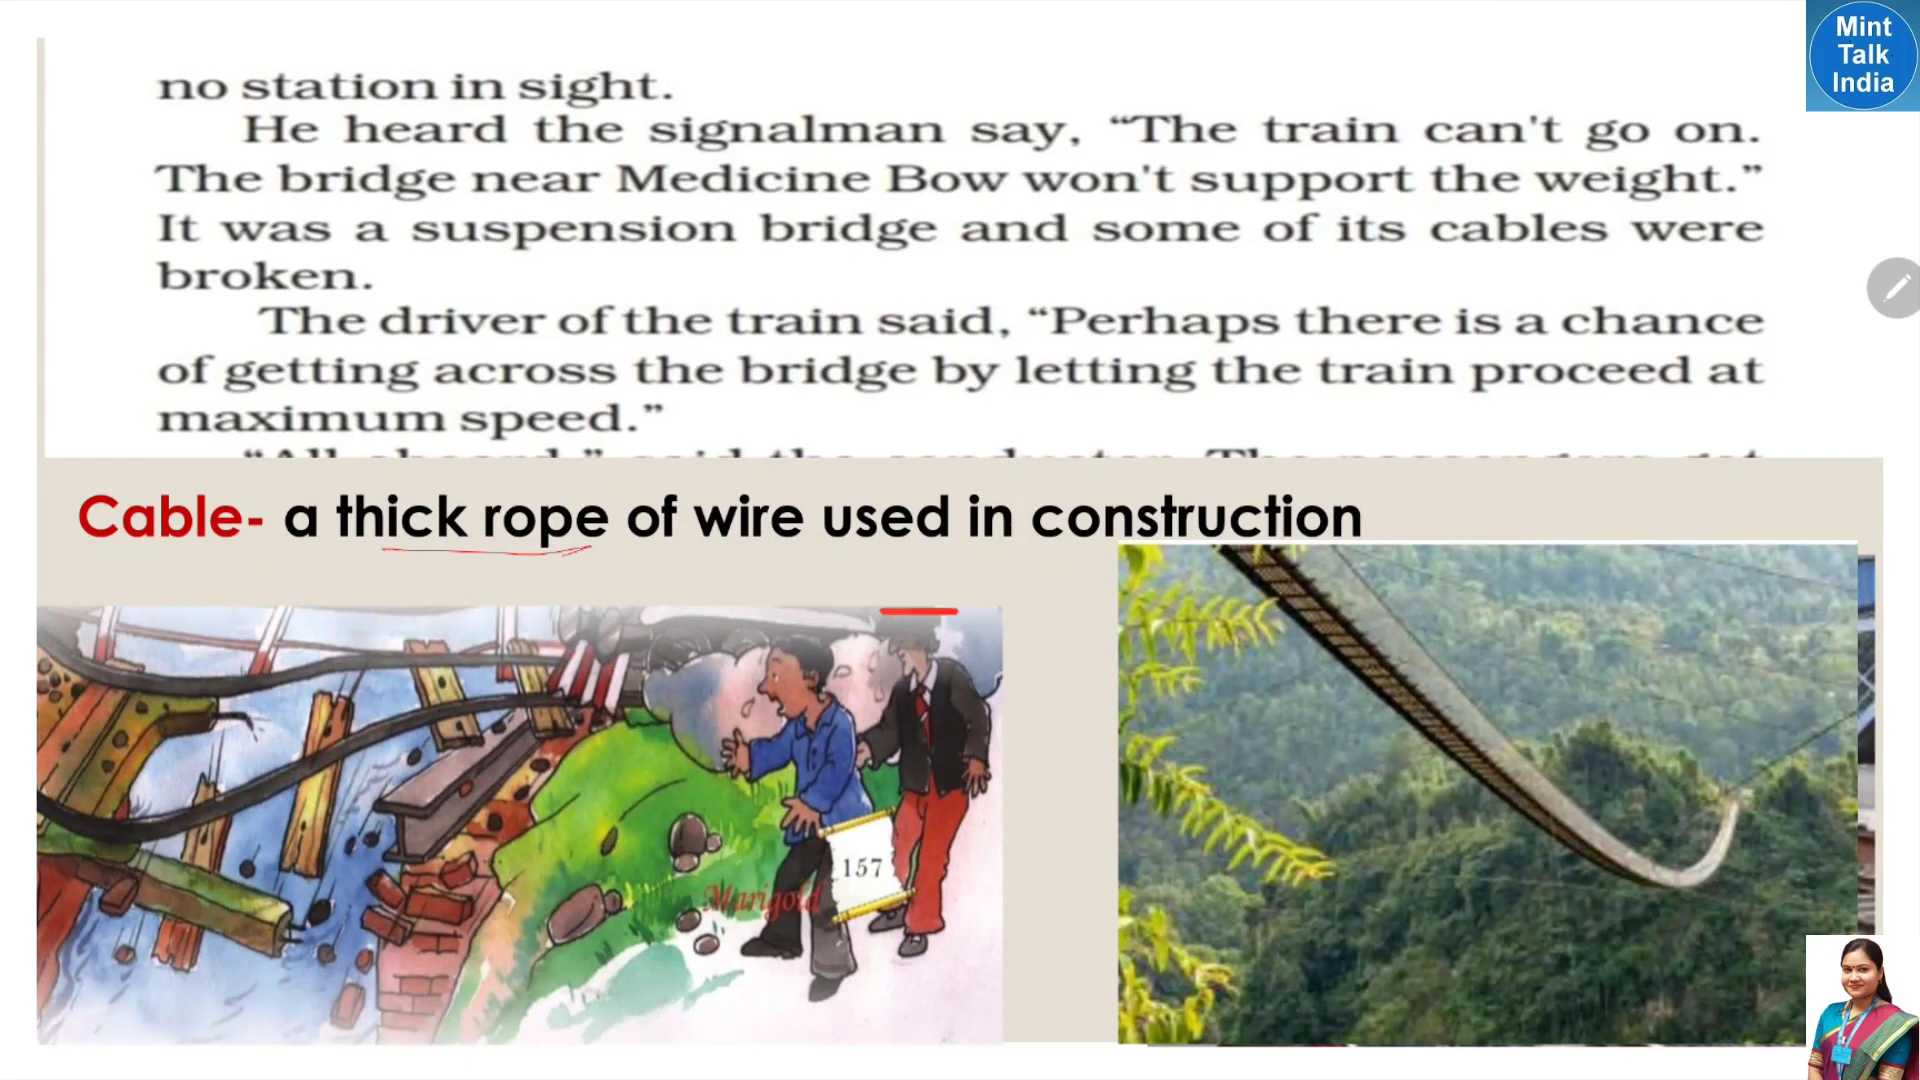 Mint
Talk
India
no station in sight.
He heard the signalman say, “The train can't go on.
The bridge near Medicine Bow won't support the weight.”
It was a suspension bridge and some of its cables were
broken.
The driver of the train said, “Perhaps there is a chance
of getting across the bridge by letting the train proceed at
maximum speed.”
Cable- a thick rope of wire used in construction
157
Marigold